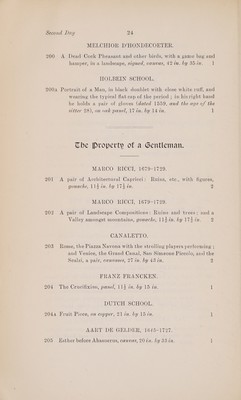 Second Day 24
MELCHIOR D'HONDECOETER.
200 A Dead Cock Pheasant and other birds, with a game bag and
hamper, in a landscape, signed, canvas, 42 in. by 35 in. 1
HOLBEIN SCHOOL.
200A Portrait of a Man, in black doublet with close white ruff, and
wearing the typical flat cap of the period; in his right hand
he holds a pair of gloves (dated 1559, and the age of the
sitter 28), on oak panel, 17 in. by 14 in. 1
The Property of a Gentleman.
MARCO RICCI, 1679-1729.
201 A pair of Architectural Capricci: Ruins, etc., with figures,
gouache, 11½ in. by 17½ in. 2
MARCO RICCI, 1679-1729.
202 A pair of Landscape Compositions: Ruins and trees; and a
Valley amongst mountains, gouache, 11½ in. by 17½ in. 2
CANALETTO.
203 Rome, the Piazza Navona with the strolling players performing;
and Venice, the Grand Canal, San Simeone Piccolo, and the
Scalzi, a pair, canvases, 27 in. by 43 in. 2
FRANZ FRANCKEN.
204 The Crucifixion, panel, 11½ in. by 15 in. 1
DUTCH SCHOOL.
204A Fruit Piece, on copper, 21 in. by 15 in. 1
AART DE GELDER, 1645-1727.
205 Esther before Ahasuerus, canvas, 20 in. by 23 in. 1